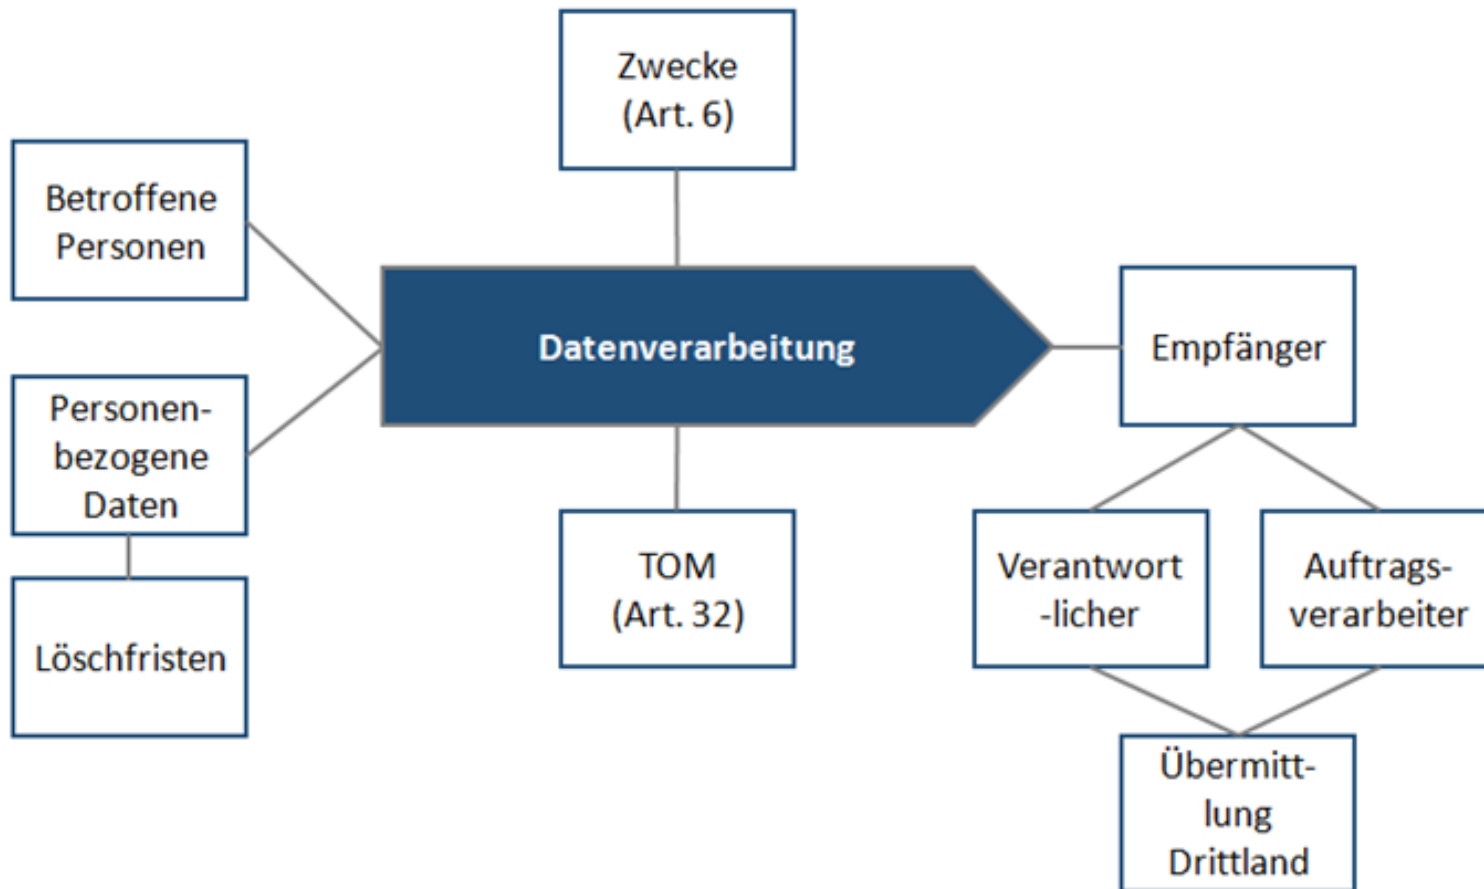 Zwecke
(Art. 6)
Betroffene
Personen
Datenverarbeitung
Empfänger
Personen-
bezogene
Daten
TOM
(Art. 32)
Verantwort
-licher
Auftrags-
verarbeiter
Löschfristen
Übermitt-
lung
Drittland